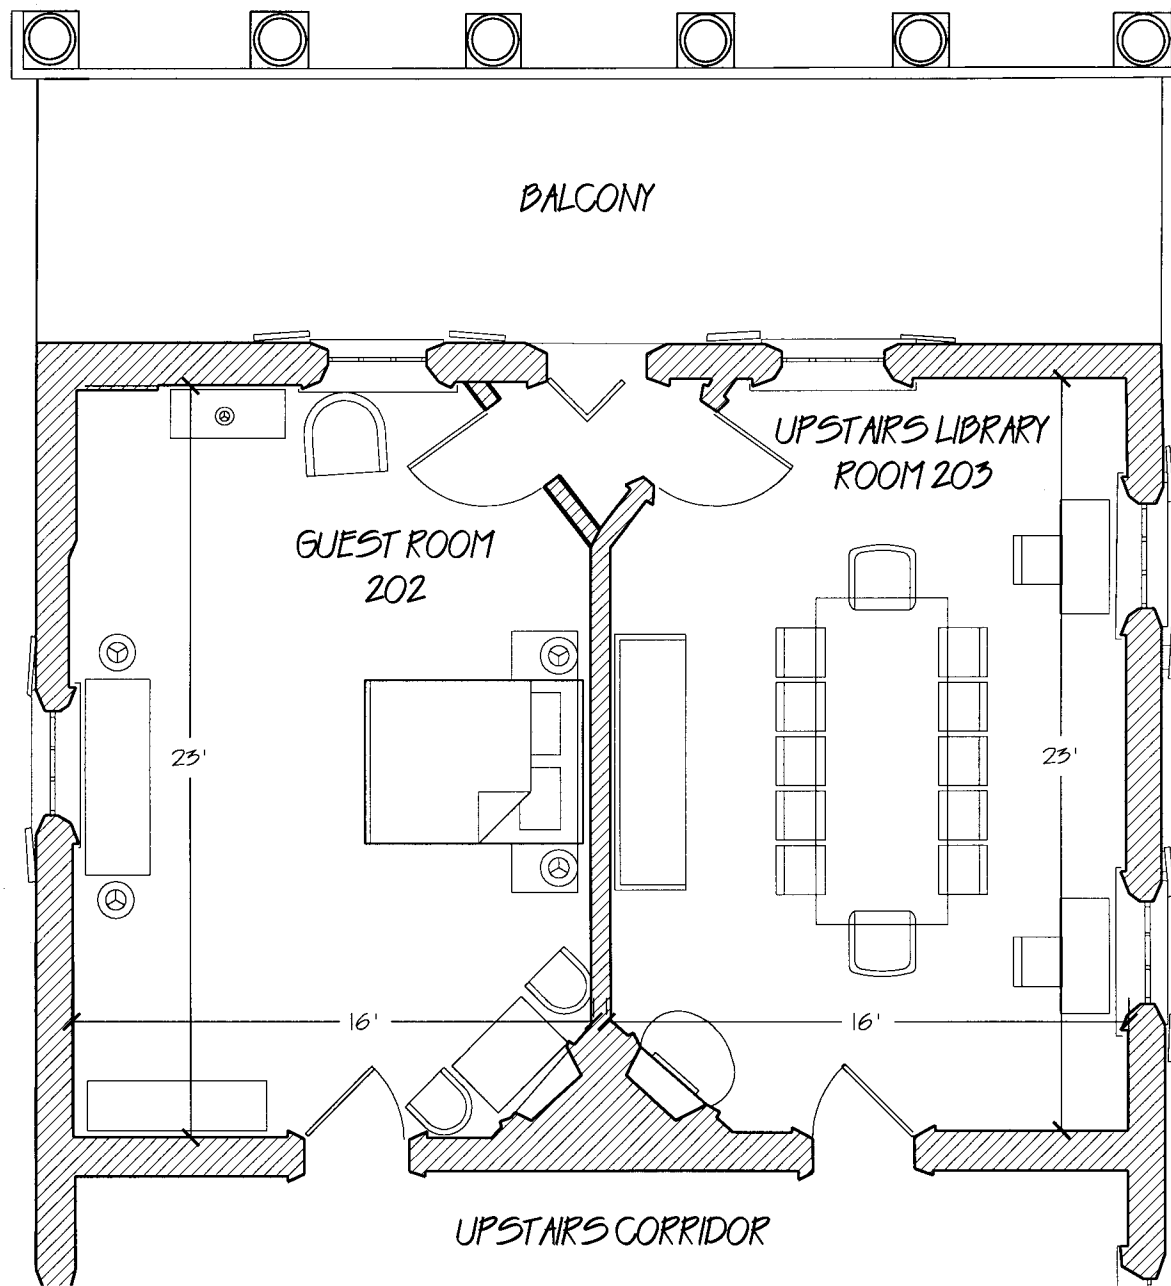 BALCONY
UPSTAIRS LIBRARY
ROOM 203
GUEST ROOM
202
23'
23'
16'
16'
UPSTAIRS CORRIDOR